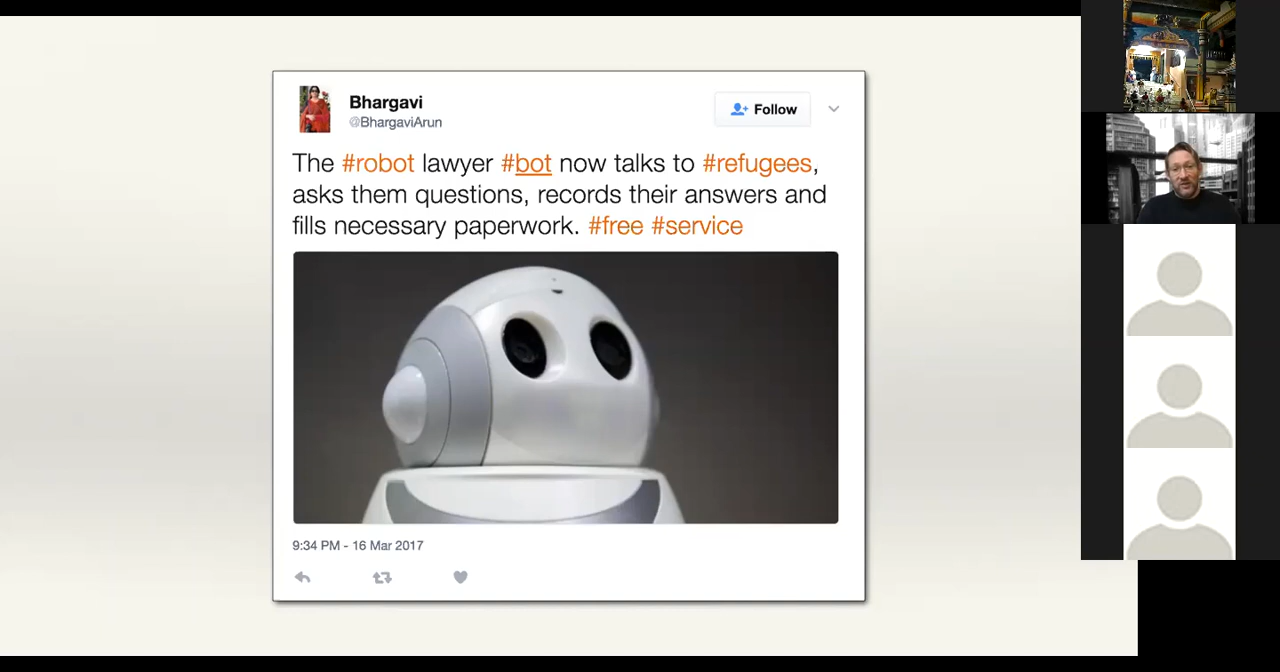 Bhargavi
@BhargaviArun
Follow
The #robot lawyer #bot now talks to #refugees,
asks them questions, records their answers and
fills necessary paperwork. #free #service
9:34 PM - 16 Mar 2017